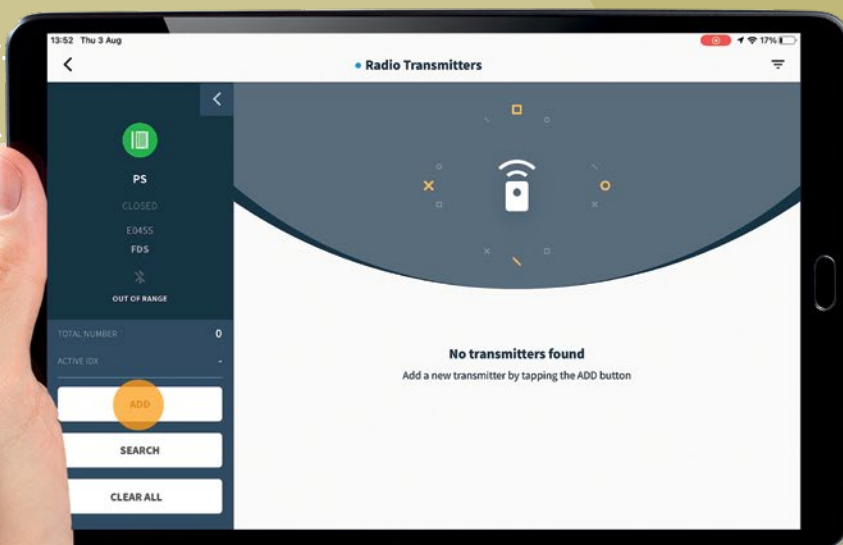 13:52 Thu 3 Aug
17%
Radio Transmitters
PS
CLOSED
E045S
FDS
OUT OF RANGE
TOTAL NUMBER 0
ACTIVE IDX -
ADD
SEARCH
CLEAR ALL
No transmitters found
Add a new transmitter by tapping the ADD button